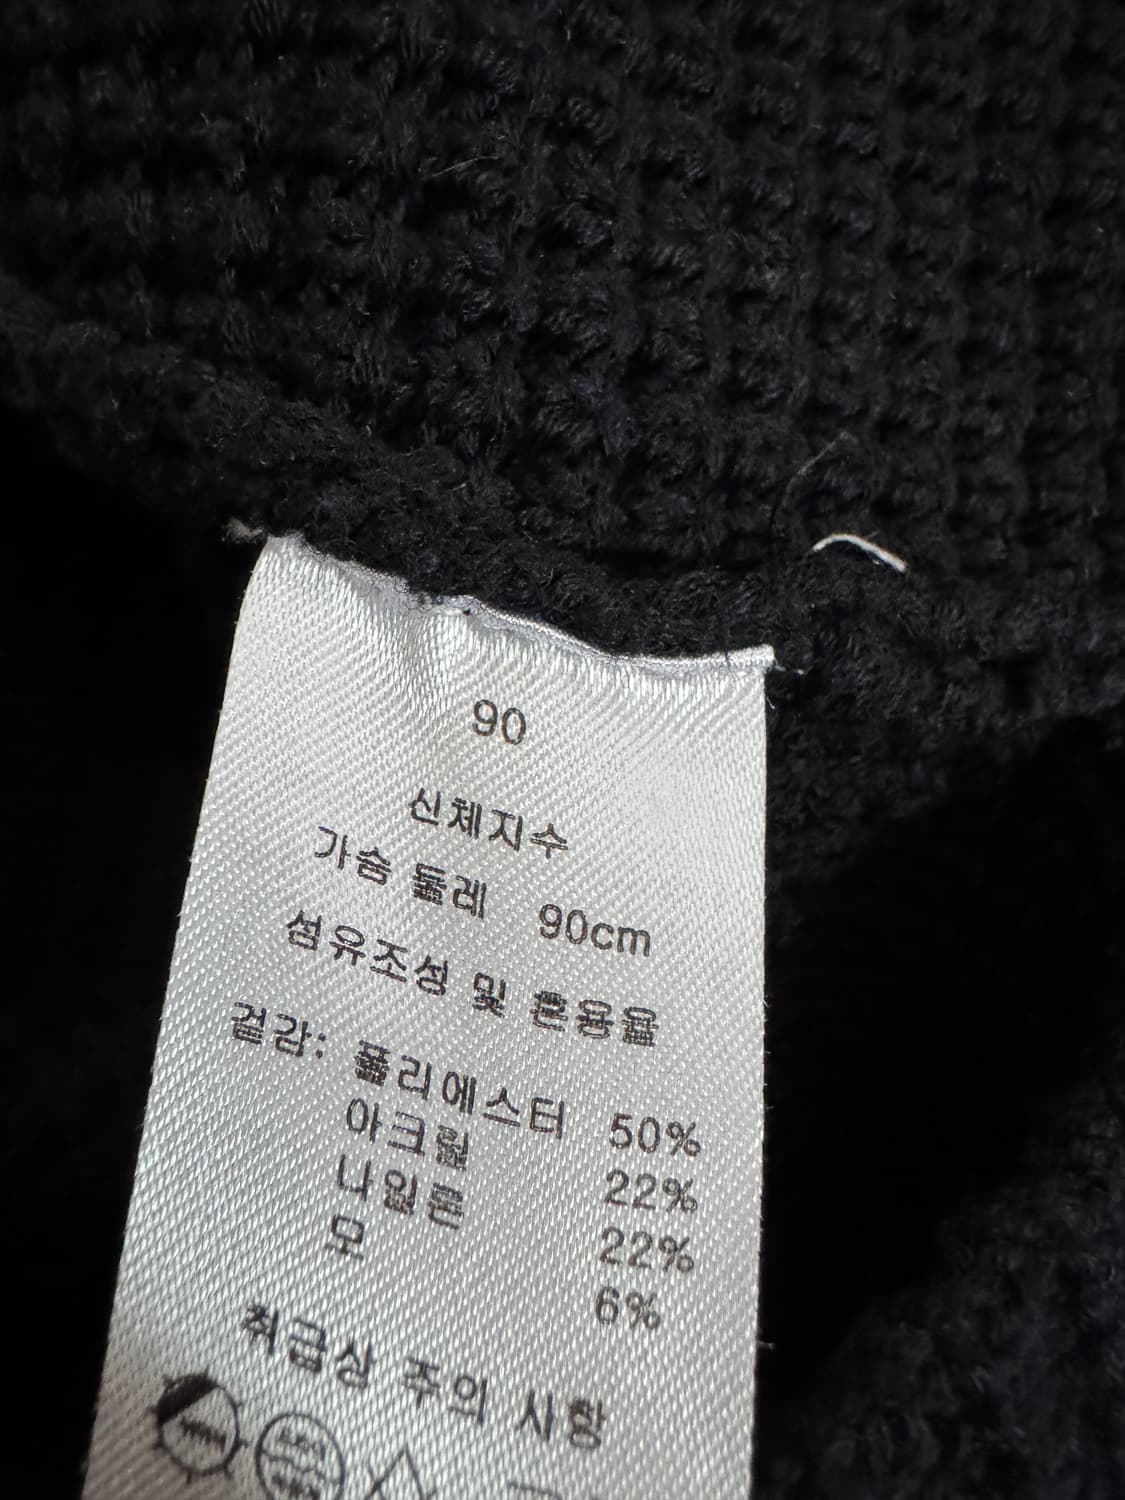 90
신체지수
가슴 둘레 90cm
섬유조성 및 혼용율
겉감: 폴리에스터 50%
아크릴 22%
나일론 22%
모 6%
취급상 주의 사항